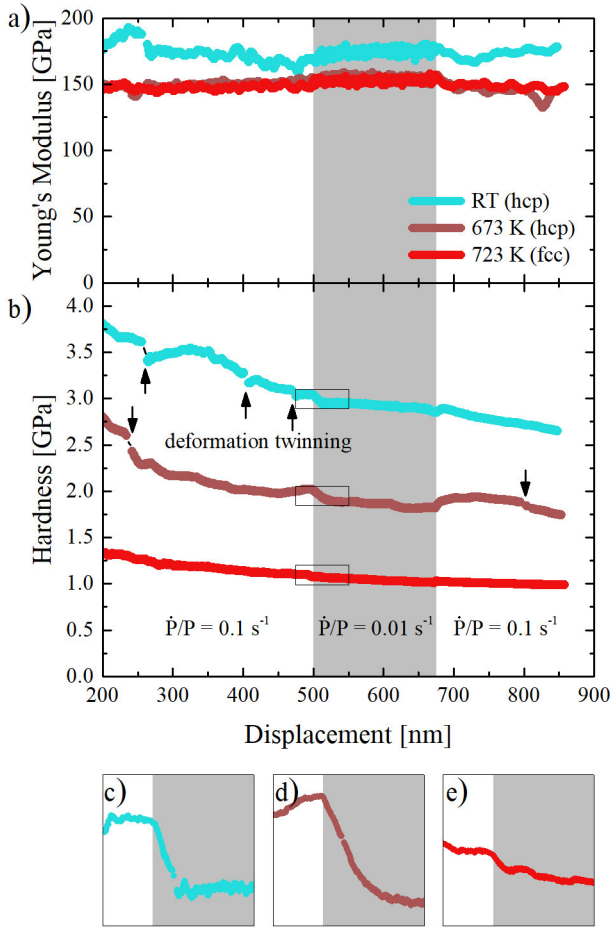 a)
Young's Modulus [GPa]
200
150
100
50
0
RT (hcp)
673 K (hcp)
723 K (fcc)
b)
Hardness [GPa]
4.0
3.5
3.0
2.5
2.0
1.5
1.0
0.5
0.0
deformation twinning
Ṗ/P = 0.1 s⁻¹
Ṗ/P = 0.01 s⁻¹
Ṗ/P = 0.1 s⁻¹
200
300
400
500
600
700
800
900
Displacement [nm]
c)
d)
e)